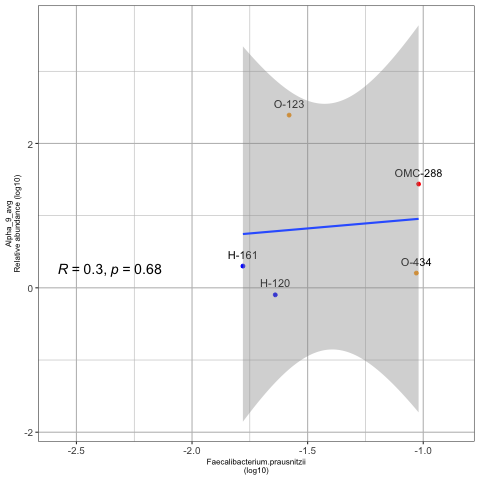 O-123
OMC-288
H-161
O-434
H-120
R = 0.3, p = 0.68
2
0
-2
-2.5
-2.0
-1.5
-1.0
Alpha_9_avg
Relative abundance (log10)
Faecalibacterium.prausnitzii
(log10)